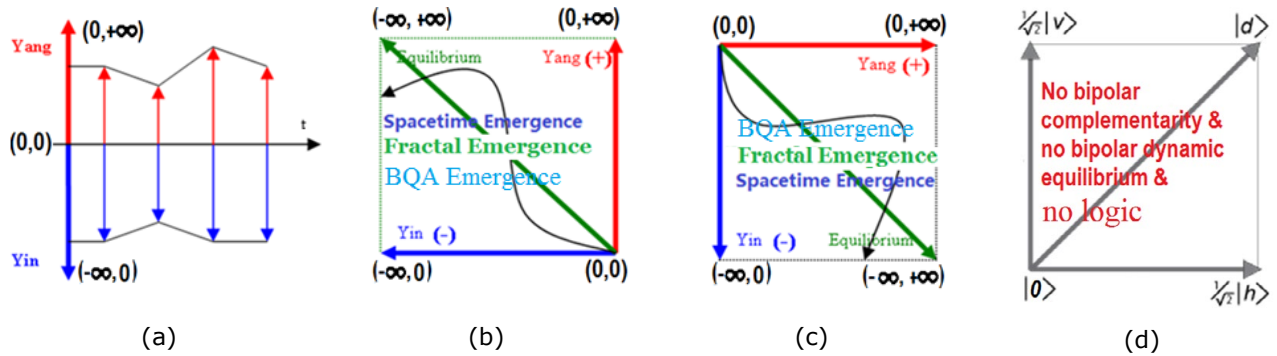 (0,+∞)
Yang
(0,0)
t
Yin
(-∞,0)
(a)
(-∞, +∞)
(0,+∞)
Equilibrium
Yang (+)
Spacetime Emergence
Fractal Emergence
BQA Emergence
Yin (-)
(-∞,0)
(0,0)
(b)
(0,0)
(0,+∞)
Yang (+)
BQA Emergence
Fractal Emergence
Spacetime Emergence
Yin (-)
Equilibrium
(-∞,0)
(-∞, +∞)
(c)
1/√2|v⟩
|d⟩
No bipolar
complementarity &
no bipolar dynamic
equilibrium &
no logic
|0⟩
1/√2|h⟩
(d)